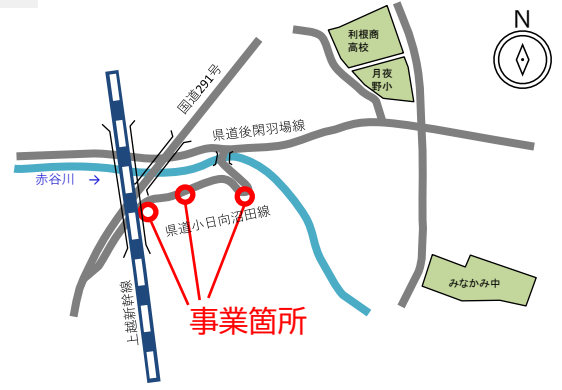 N
利根商
高校
月夜
野小
国道291号
県道後閑羽場線
赤谷川 →
県道小日向沼田線
みなかみ中
上越新幹線
事業箇所